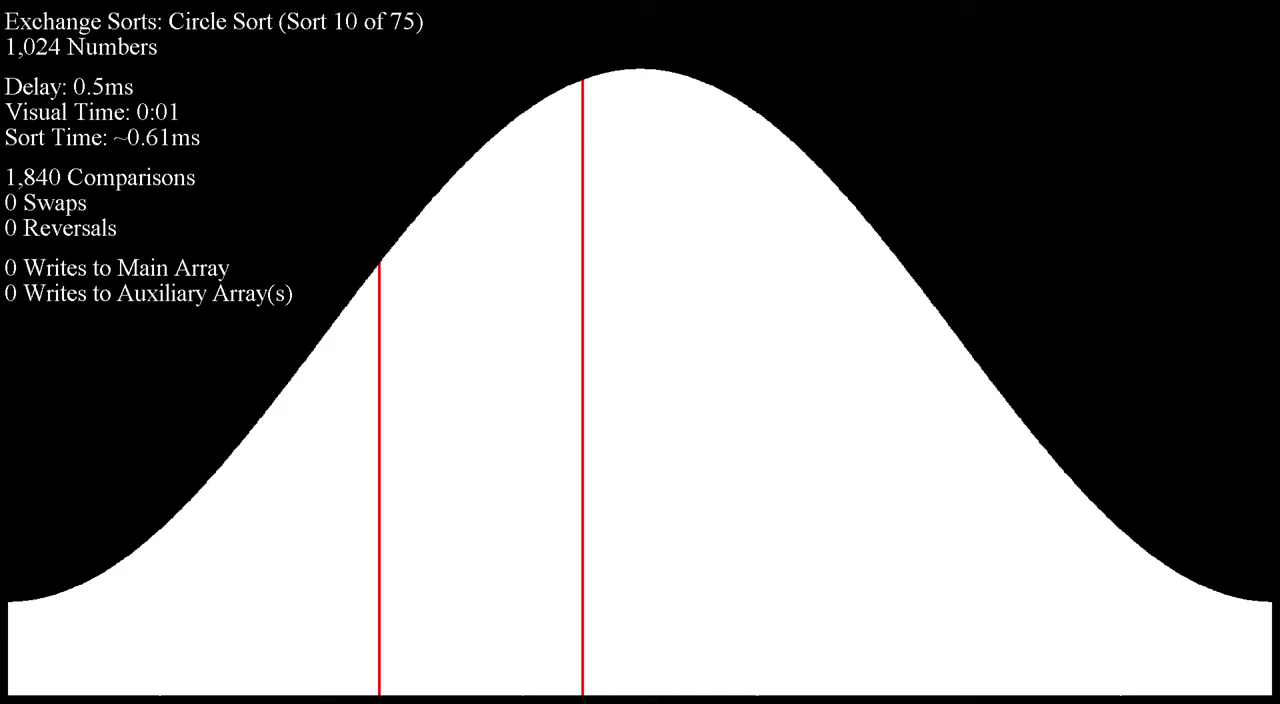 Exchange Sorts: Circle Sort (Sort 10 of 75)
1,024 Numbers
Delay: 0.5ms
Visual Time: 0:01
Sort Time: ~0.61ms
1,840 Comparisons
0 Swaps
0 Reversals
0 Writes to Main Array
0 Writes to Auxiliary Array(s)